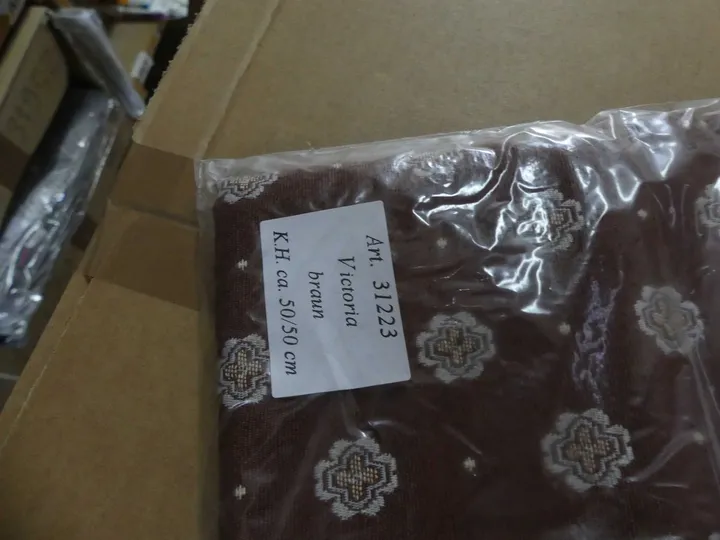 Art. 31223
Victoria
braun
K.H. ca. 50/50 cm